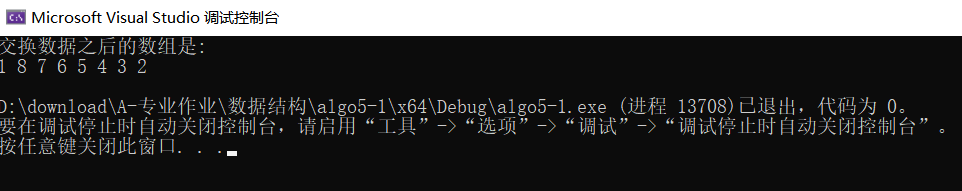 Microsoft Visual Studio 调试控制台
交换数据之后的数组是:
1 8 7 6 5 4 3 2
D:\download\A-专业作业\数据结构\algo5-1\x64\Debug\algo5-1.exe (进程 13708)已退出，代码为 0。
要在调试停止时自动关闭控制台，请启用“工具”->“选项”->“调试”->“调试停止时自动关闭控制台”。
按任意键关闭此窗口. . .